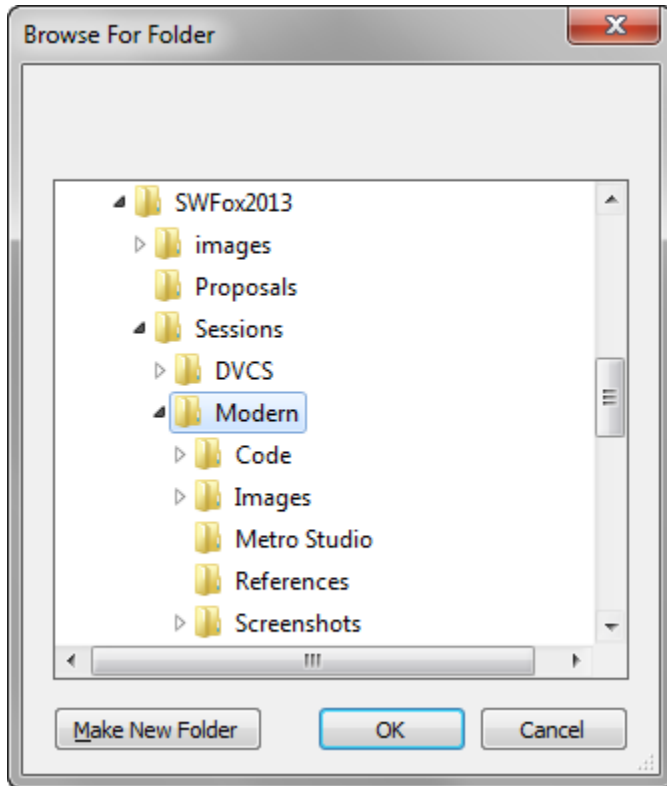 Browse For Folder
SWFox2013
images
Proposals
Sessions
DVCS
Modern
Code
Images
Metro Studio
References
Screenshots
Make New Folder OK Cancel